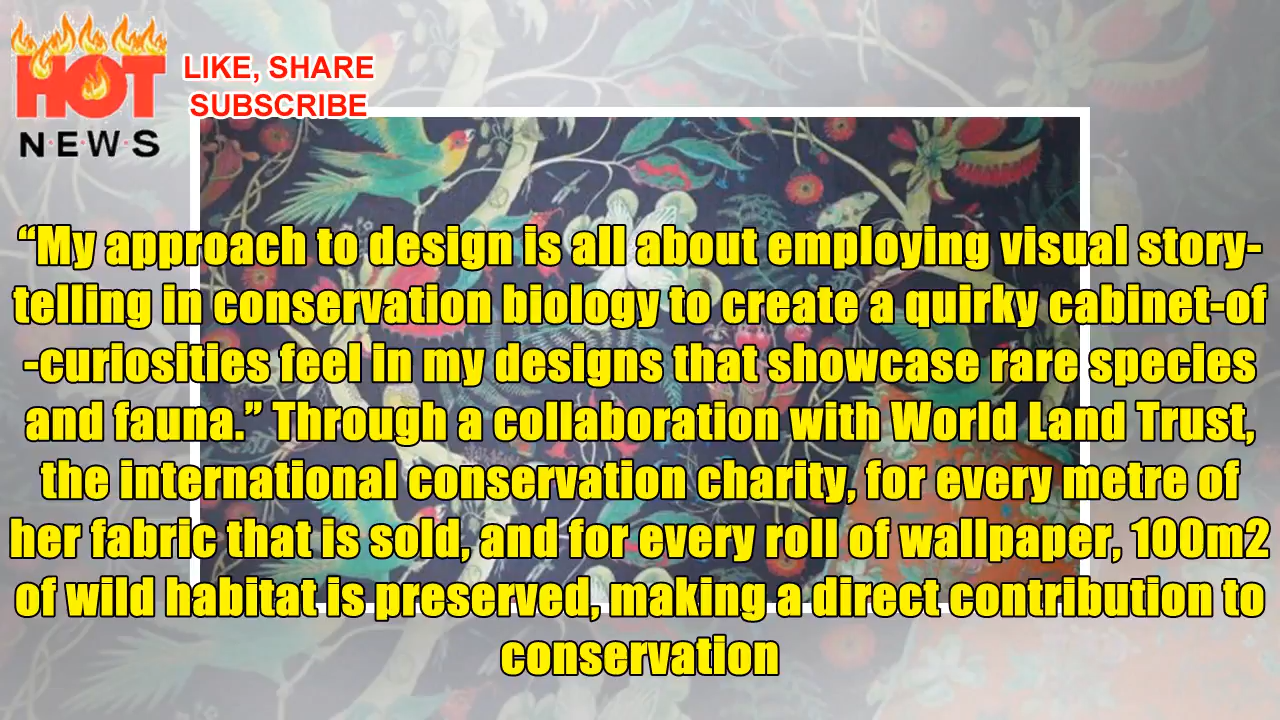 HOT
N·E·W·S
LIKE, SHARE
SUBSCRIBE
“My approach to design is all about employing visual story-
telling in conservation biology to create a quirky cabinet-of
-curiosities feel in my designs that showcase rare species
and fauna.” Through a collaboration with World Land Trust,
the international conservation charity, for every metre of
her fabric that is sold, and for every roll of wallpaper, 100m2
of wild habitat is preserved, making a direct contribution to
conservation